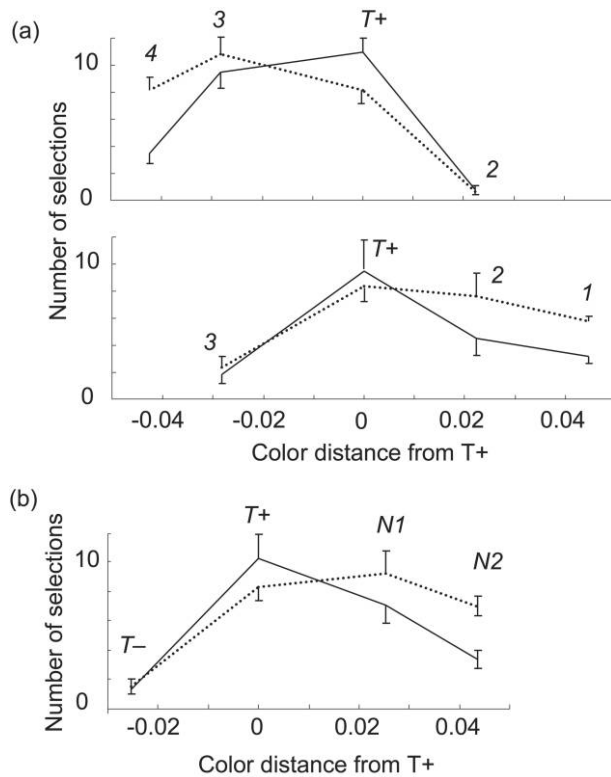 (a)
4
3
T+
2
10
0
T+
2
1
3
10
0
Number of selections
-0.04
-0.02
0
0.02
0.04
Color distance from T+
(b)
T+
N1
N2
T–
10
0
Number of selections
-0.02
0
0.02
0.04
Color distance from T+